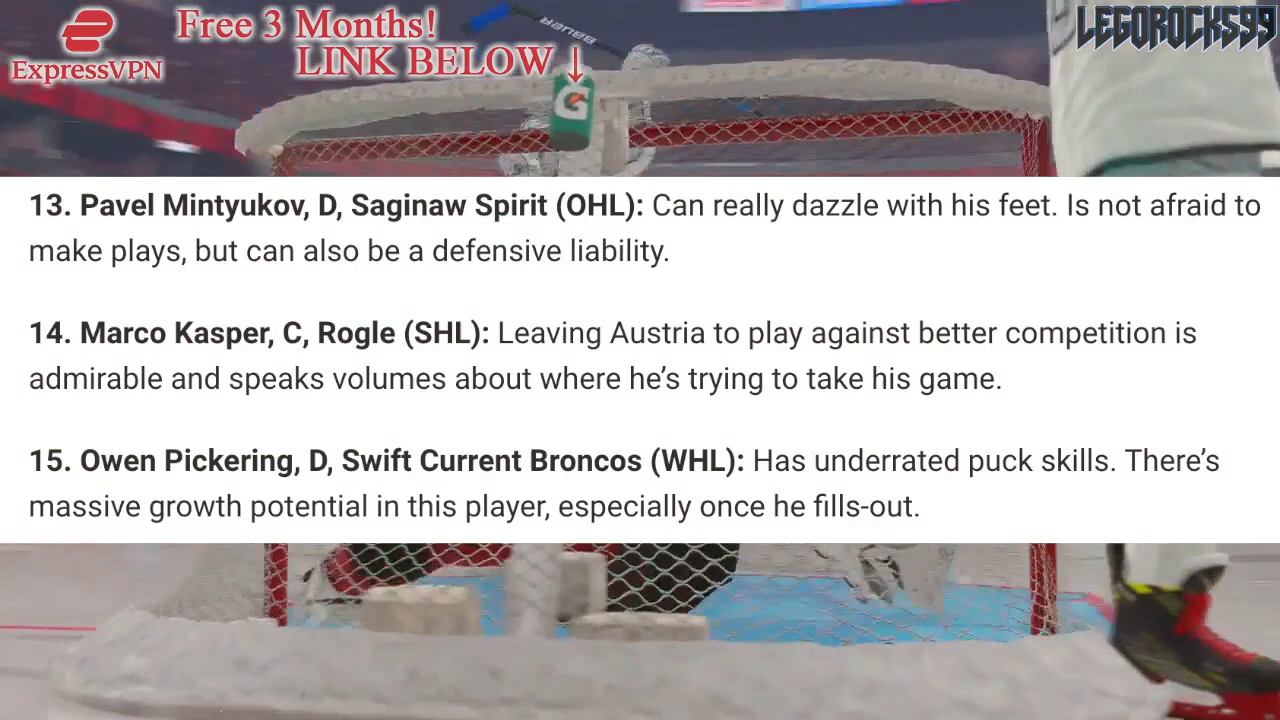 Free 3 Months!
LINK BELOW ↓
ExpressVPN
BAUER
LEGOROCKS99
G
13. Pavel Mintyukov, D, Saginaw Spirit (OHL): Can really dazzle with his feet. Is not afraid to
make plays, but can also be a defensive liability.
14. Marco Kasper, C, Rogle (SHL): Leaving Austria to play against better competition is
admirable and speaks volumes about where he's trying to take his game.
15. Owen Pickering, D, Swift Current Broncos (WHL): Has underrated puck skills. There's
massive growth potential in this player, especially once he fills-out.